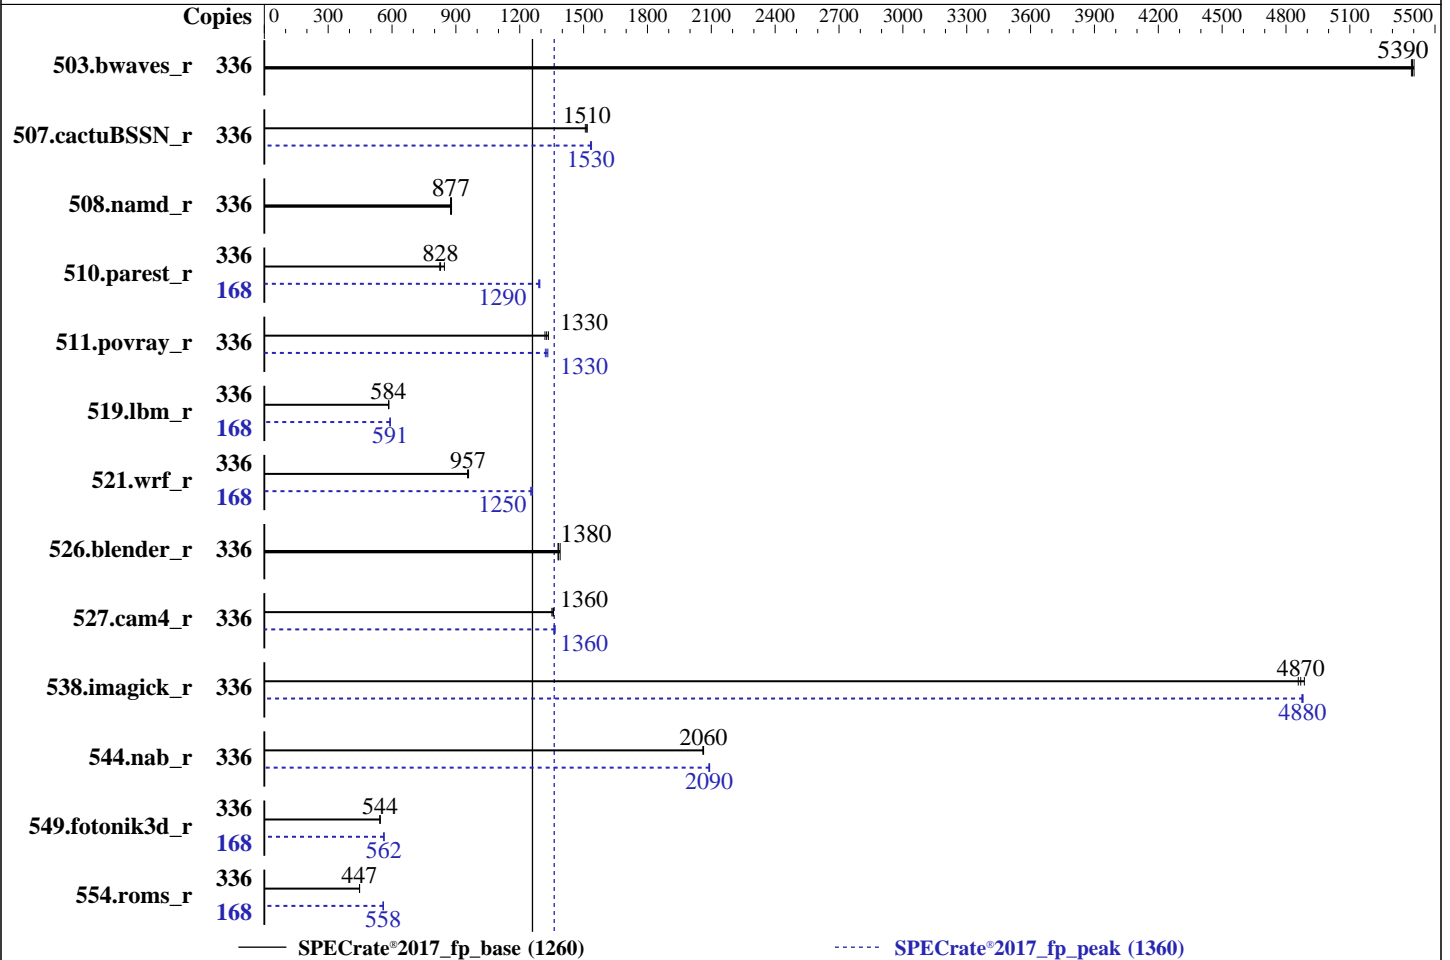 Copies 0 300 600 900 1200 1500 1800 2100 2400 2700 3000 3300 3600 3900 4200 4500 4800 5100 5500
503.bwaves_r 336 5390
507.cactuBSSN_r 336 1510
1530
508.namd_r 336 877
510.parest_r 336 828
168 1290
511.povray_r 336 1330
1330
519.lbm_r 336 584
168 591
521.wrf_r 336 957
168 1250
526.blender_r 336 1380
527.cam4_r 336 1360
1360
538.imagick_r 336 4870
4880
544.nab_r 336 2060
2090
549.fotonik3d_r 336 544
168 562
554.roms_r 336 447
168 558
SPECrate®2017_fp_base (1260) SPECrate®2017_fp_peak (1360)